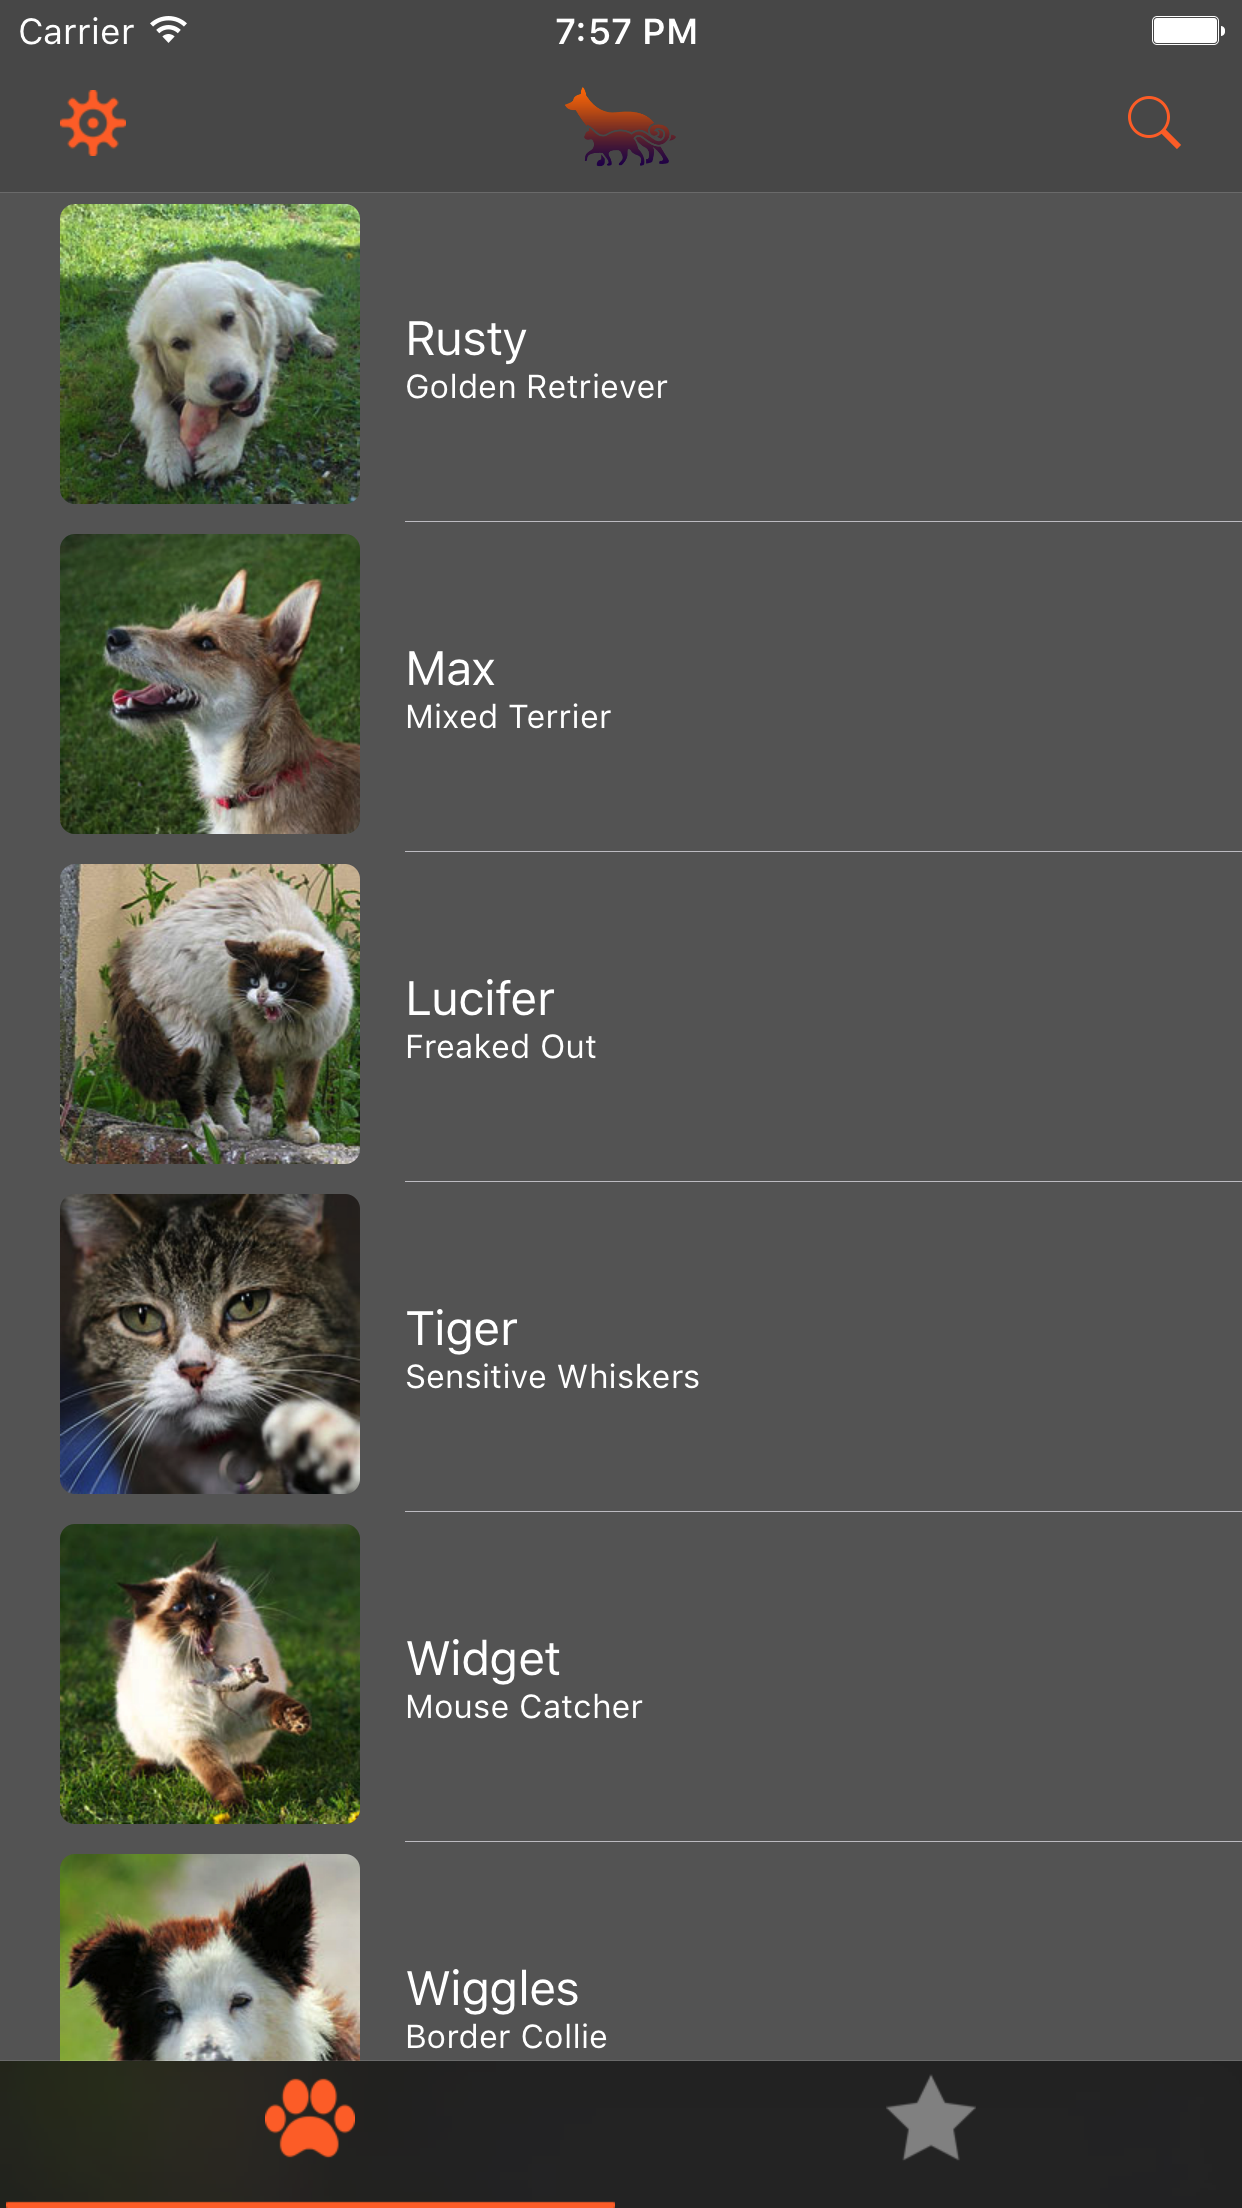 Carrier 7:57 PM
Rusty
Golden Retriever
Max
Mixed Terrier
Lucifer
Freaked Out
Tiger
Sensitive Whiskers
Widget
Mouse Catcher
Wiggles
Border Collie